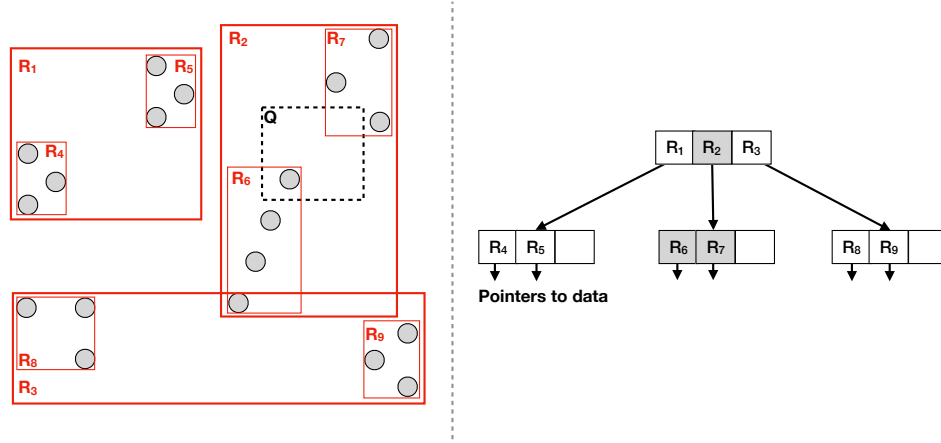 R₁
R₅
R₄
R₂
R₇
Q
R₆
R₈
R₃
R₉
R₁ R₂ R₃
R₄ R₅
R₆ R₇
R₈ R₉
Pointers to data